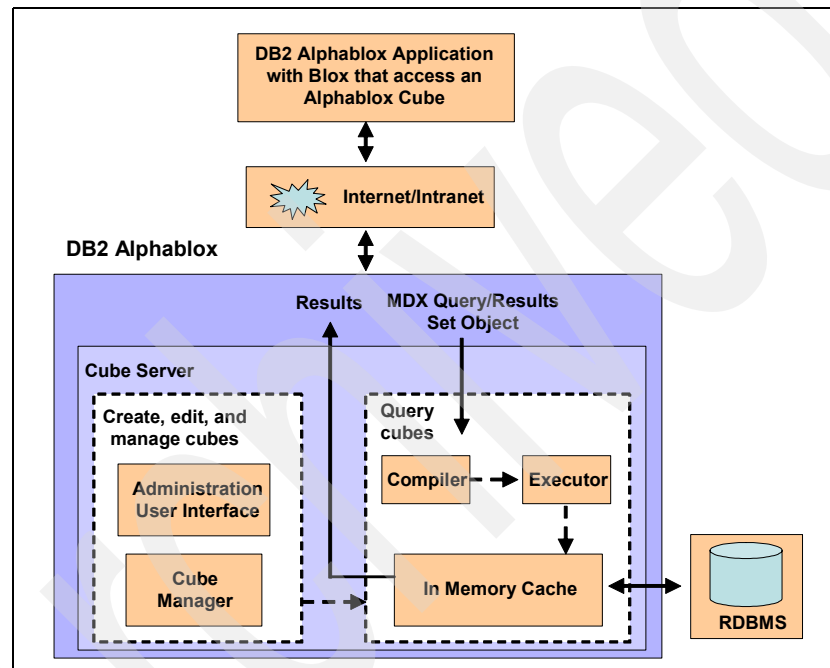 DB2 Alphablox Application
with Blox that access an
Alphablox Cube
Internet/Intranet
DB2 Alphablox
Results
MDX Query/Results
Set Object
Cube Server
Create, edit, and
manage cubes
Administration
User Interface
Cube
Manager
Query
cubes
Compiler
Executor
In Memory Cache
RDBMS